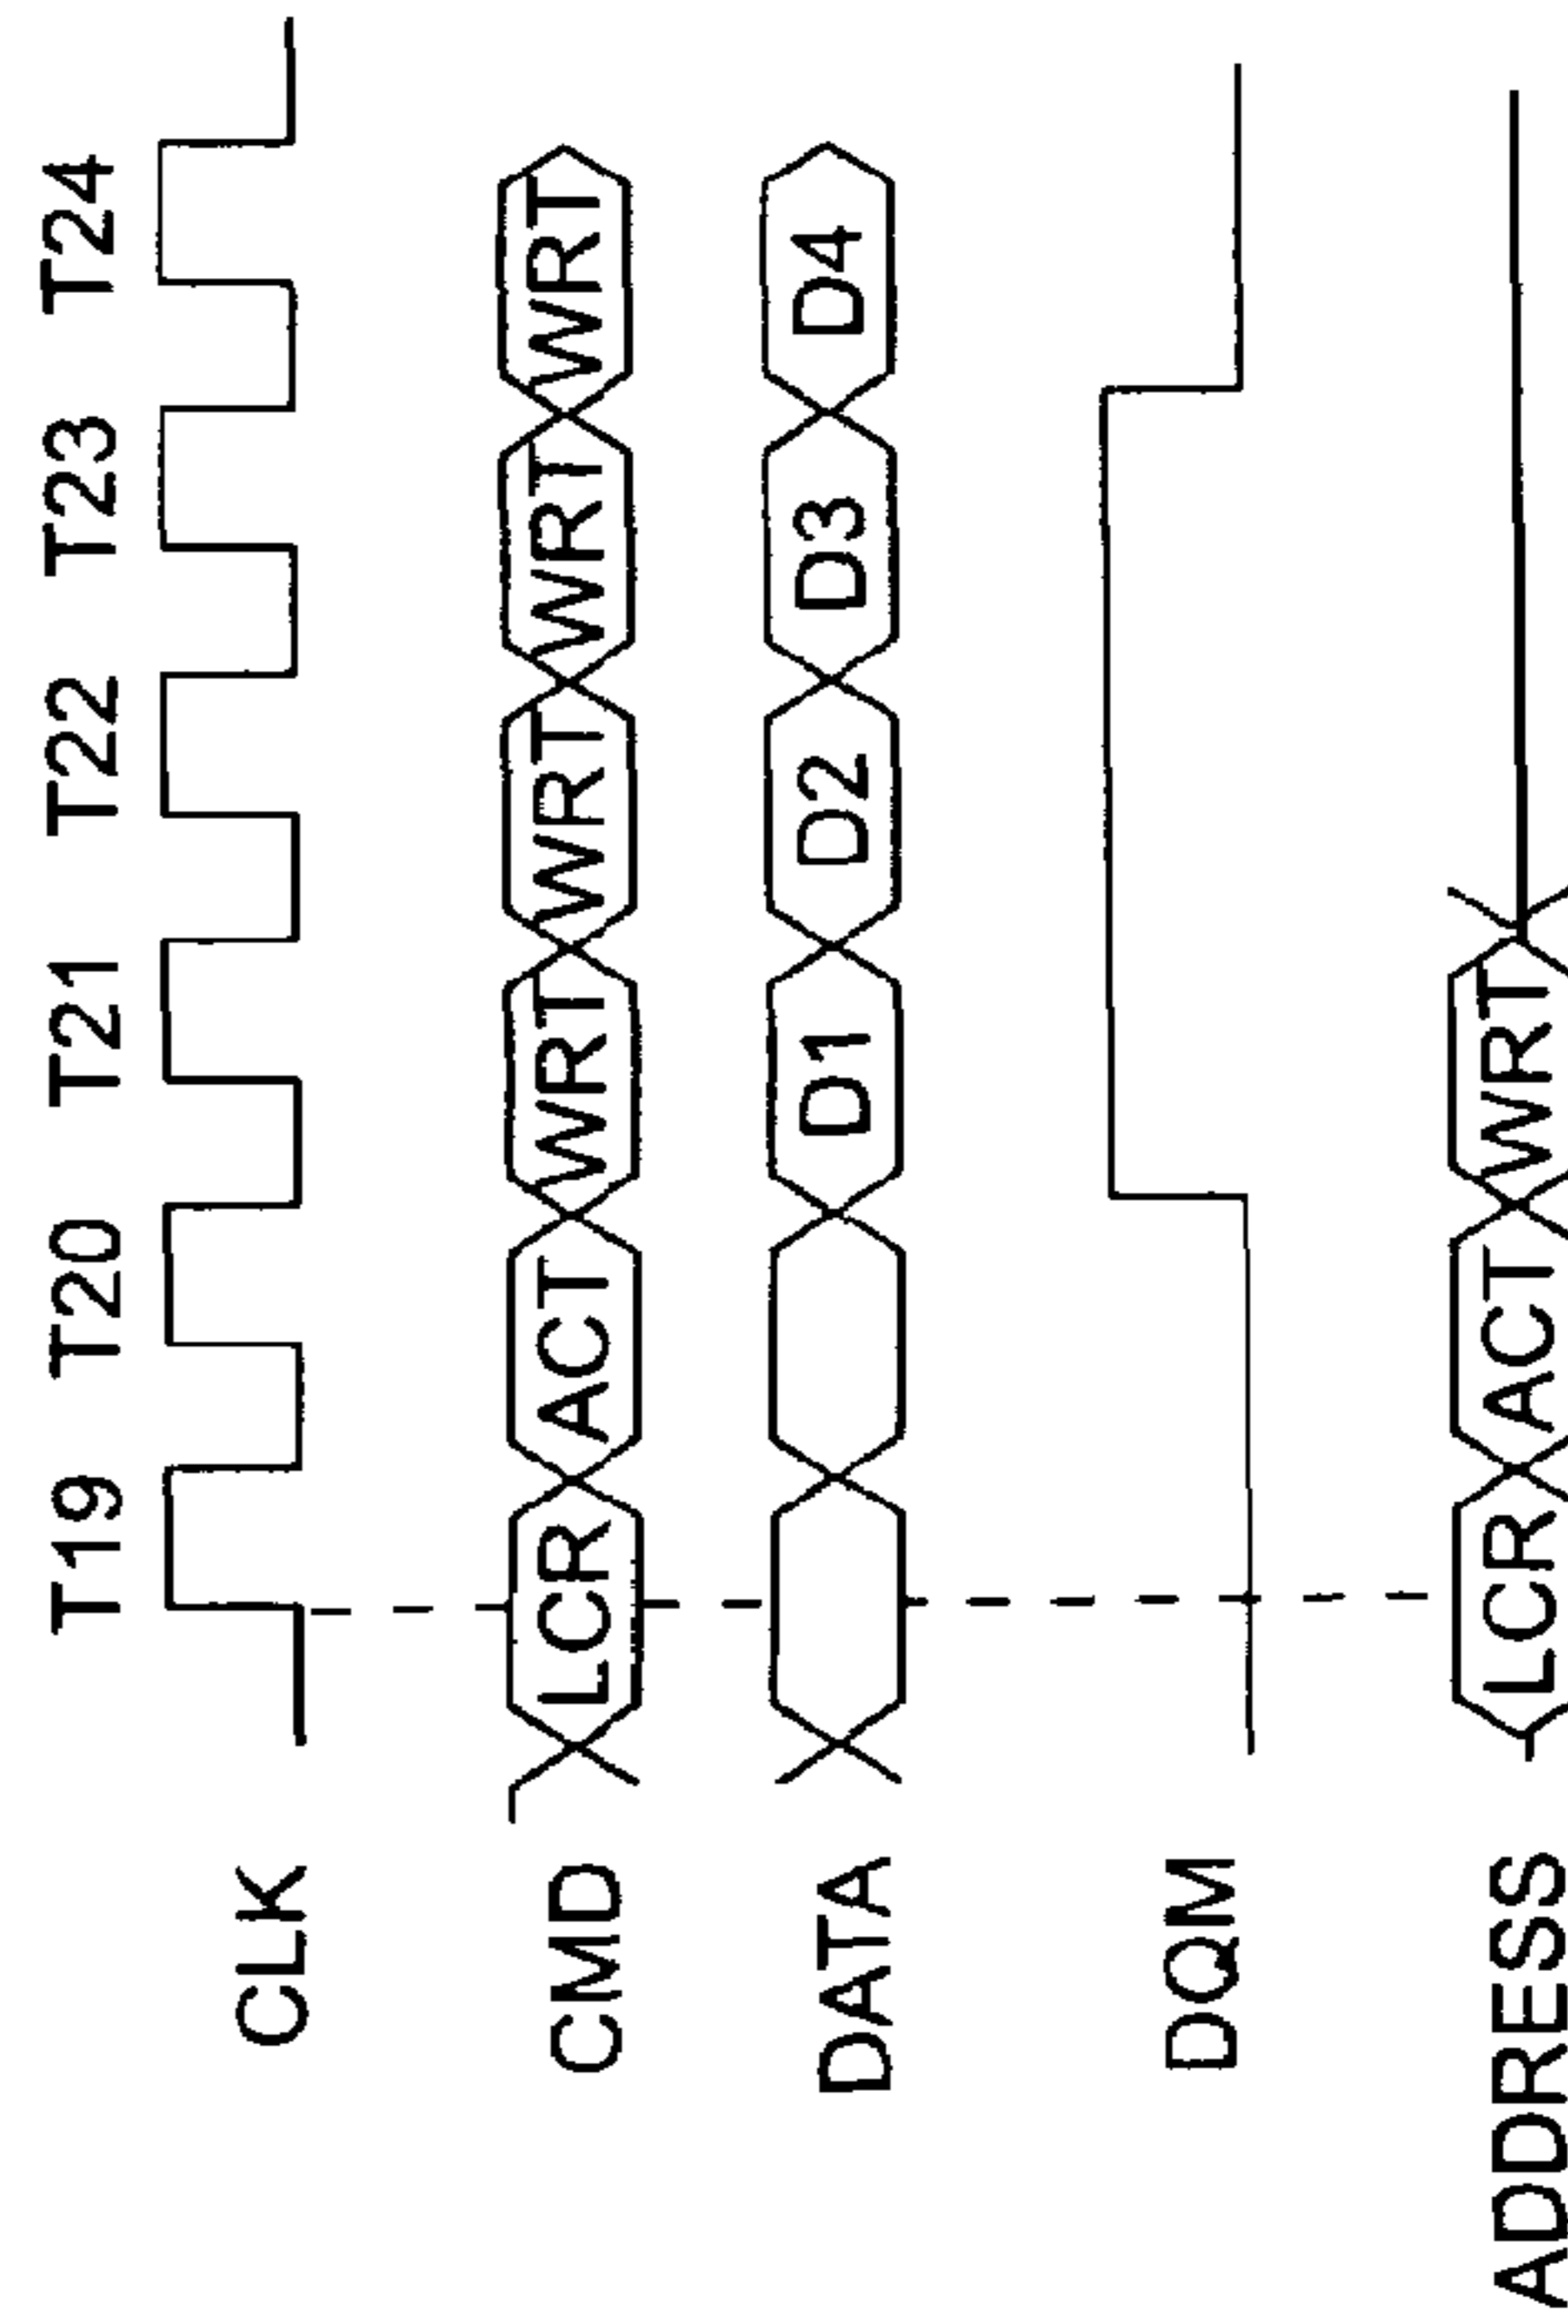 T19 T20 T21 T22 T23 T24
CLK
CMD LCR ACT WRT WRT WRT WRT
DATA D1 D2 D3 D4
DQM
ADDRESS LCR ACT WRT